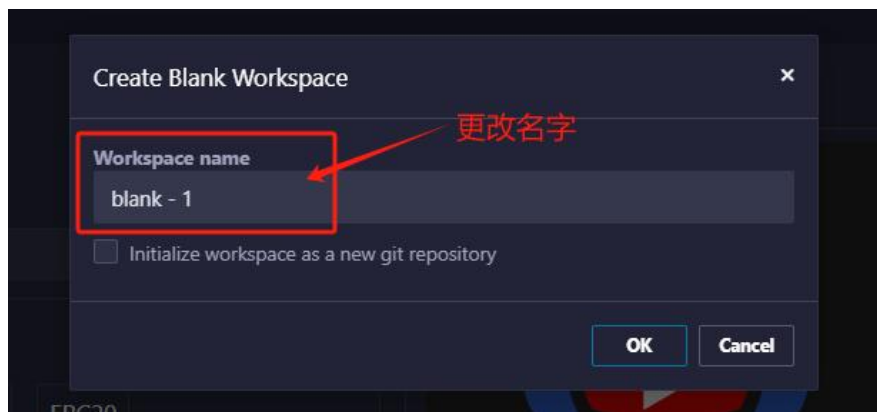 Create Blank Workspace
×
更改名字
Workspace name
blank - 1
Initialize workspace as a new git repository
OK
Cancel